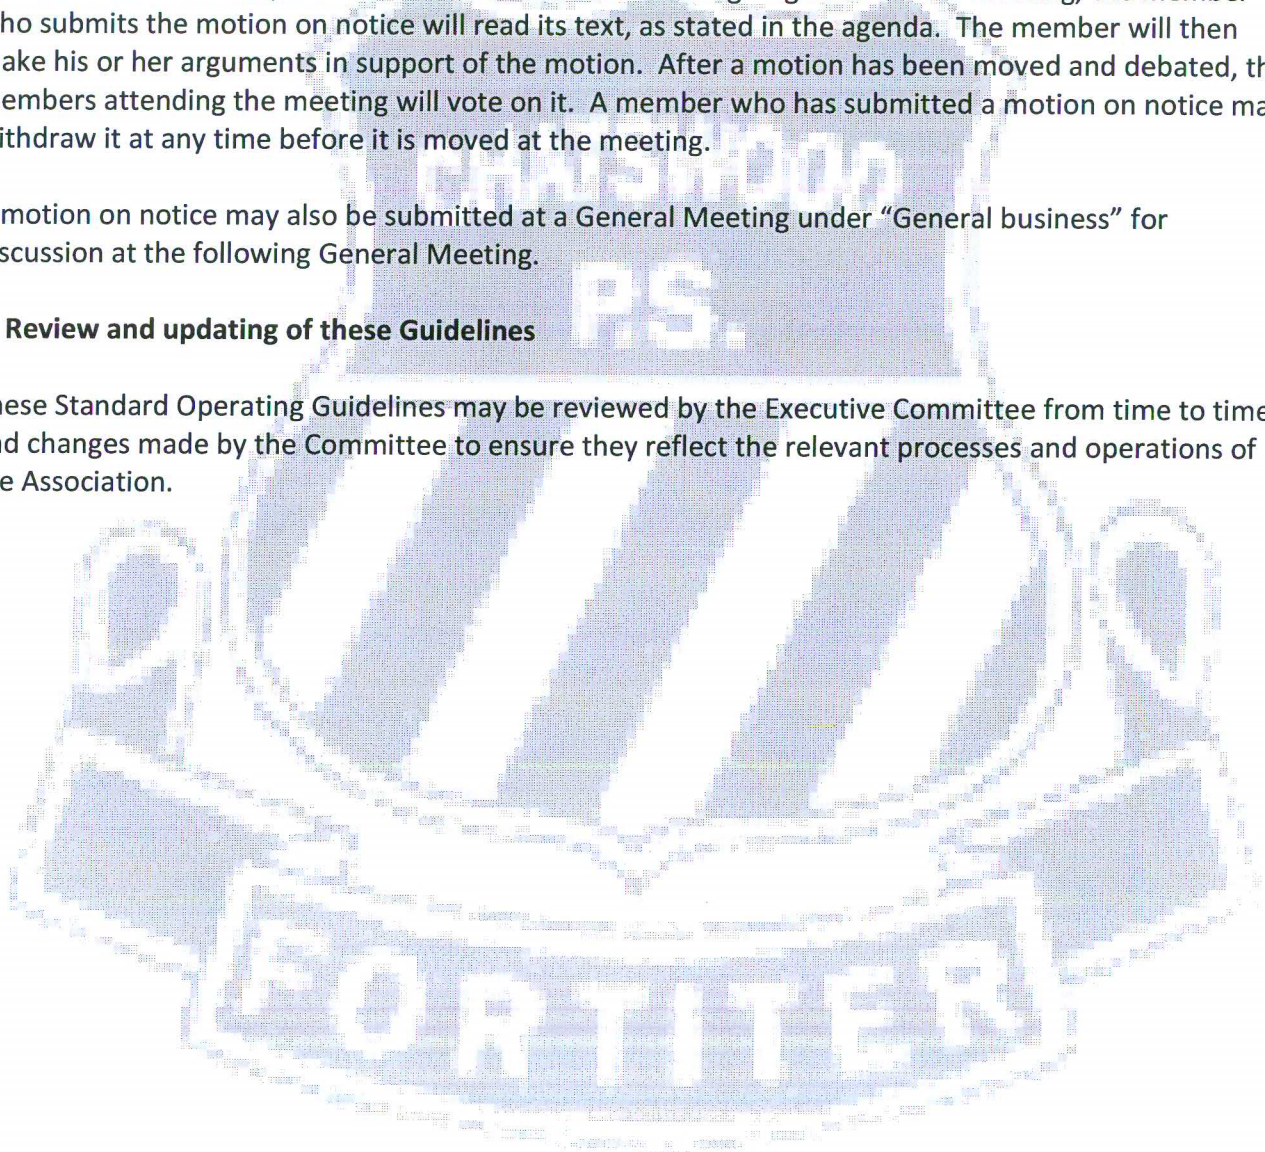 ho submits the motion on notice will read its text, as stated in the agenda.  The member will then
ake his or her arguments in support of the motion.  After a motion has been moved and debated, th
embers attending the meeting will vote on it.  A member who has submitted a motion on notice ma
ithdraw it at any time before it is moved at the meeting.
motion on notice may also be submitted at a General Meeting under “General business” for
scussion at the following General Meeting.
Review and updating of these Guidelines
nese Standard Operating Guidelines may be reviewed by the Executive Committee from time to time
nd changes made by the Committee to ensure they reflect the relevant processes and operations of
e Association.
CHATSWOOD
P.S.
FORTITER